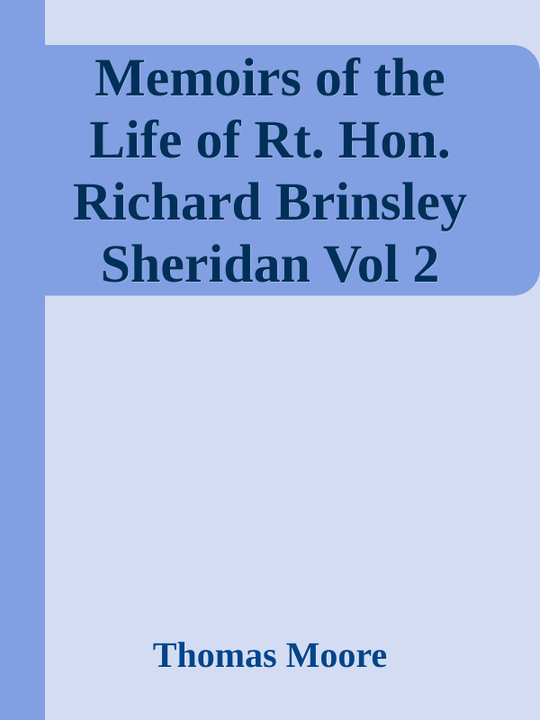 Memoirs of the
Life of Rt. Hon.
Richard Brinsley
Sheridan Vol 2
Thomas Moore